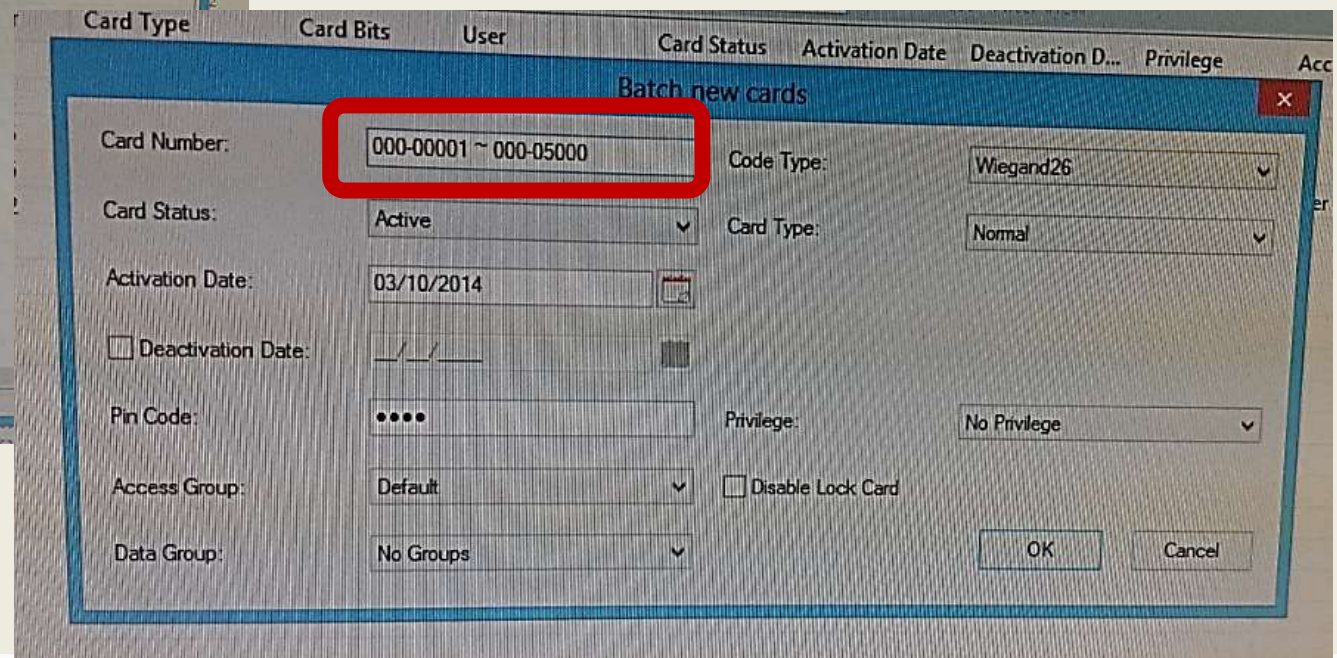 Card Type Card Bits User Card Status Activation Date Deactivation D... Privilege Acc
Batch new cards
Card Number: 000-00001 ~ 000-05000 Code Type: Wiegand26
Card Status: Active Card Type: Normal
Activation Date: 03/10/2014
Deactivation Date: __/__/____
Pin Code: •••• Privilege: No Privilege
Access Group: Default Disable Lock Card
Data Group: No Groups OK Cancel